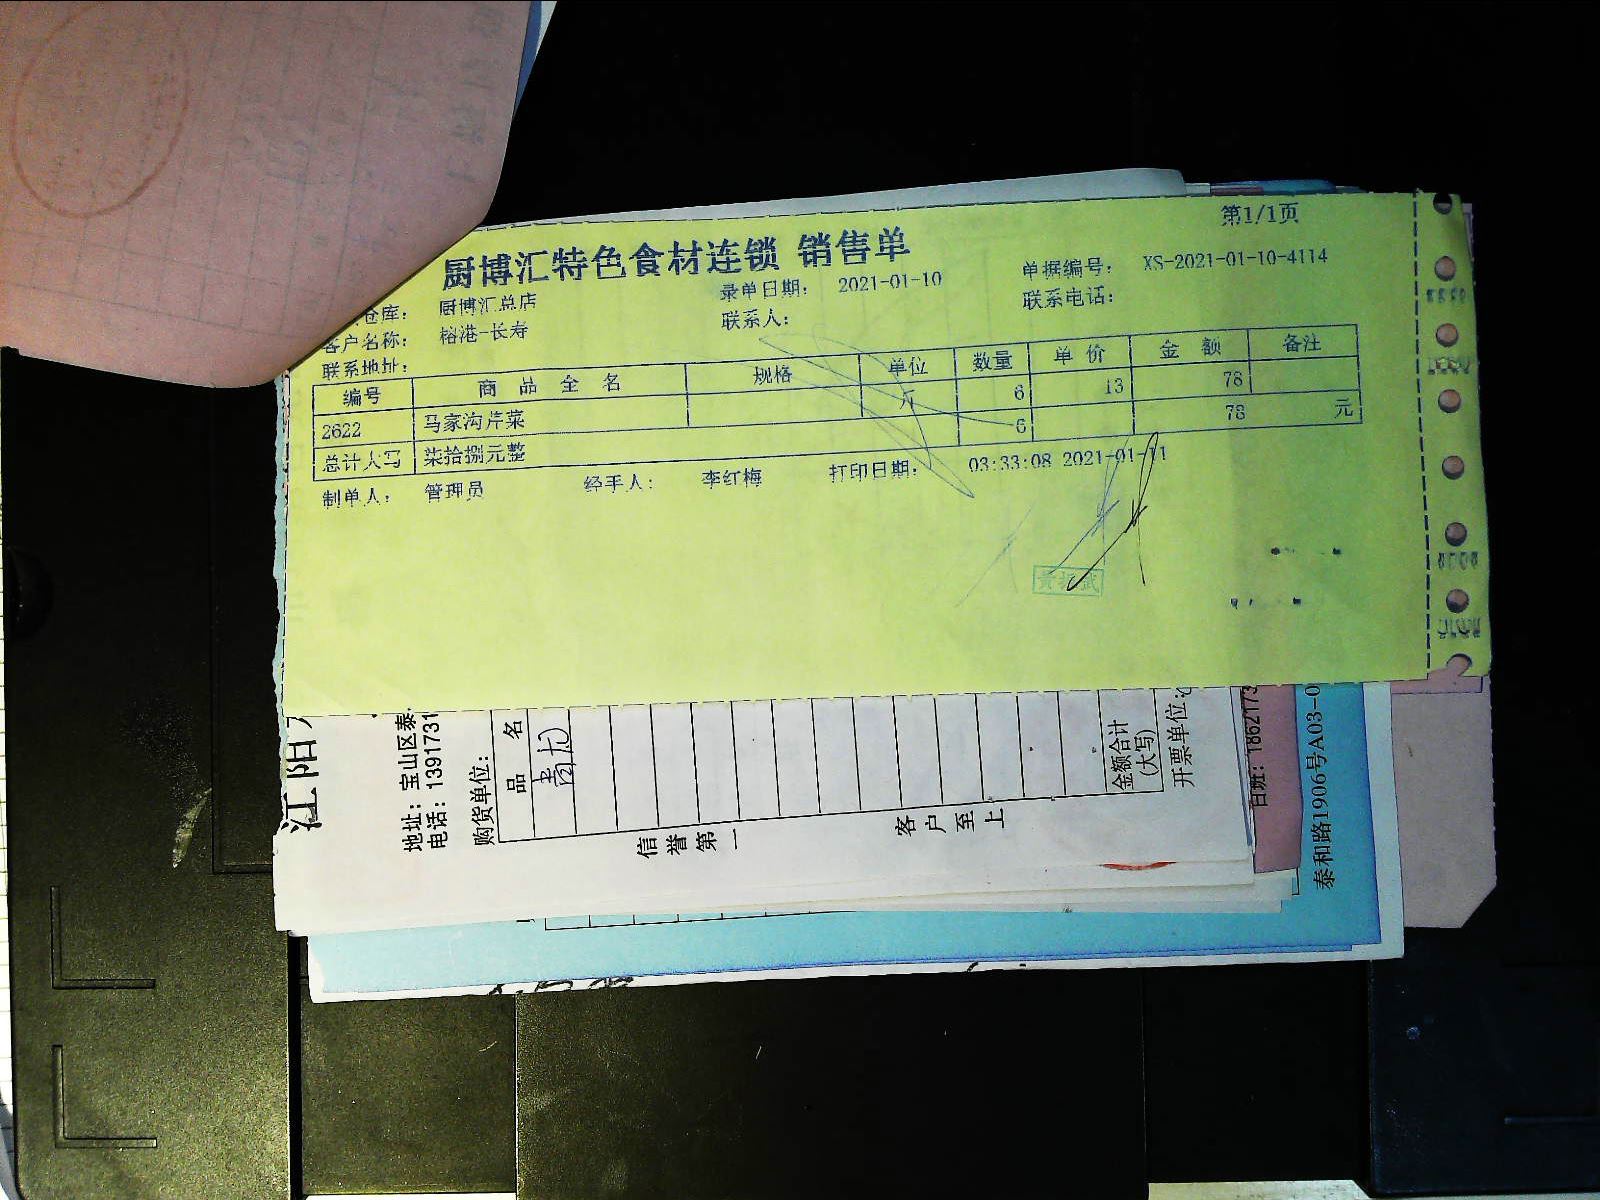 第1/1页
厨博汇特色食材连锁 销售单
仓库： 厨博汇总店 录单日期： 2021-01-10 单据编号： XS-2021-01-10-4114
客户名称： 榕港-长寿 联系人： 联系电话：
联系地址：
编号 商品全名 规格 单位 数量 单价 金额 备注
2622 马家沟芹菜 斤 6 13 78
总计大写 柒拾捌元整 6 78 元
制单人： 管理员 经手人： 李红梅 打印日期： 03:33:08 2021-01-11
江阳
地址：宝山区泰
电话：1391731
购货单位：
品名
信誉第一
客户至上
金额合计
(大写)
开票单位：
日班：1862173
泰和路1906号A03-0